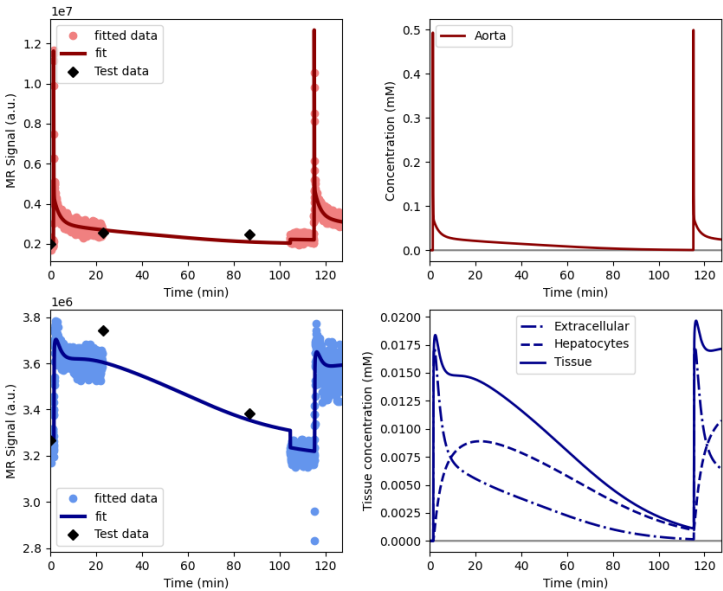 1e7
MR Signal (a.u.)
1.2
1.0
0.8
0.6
0.4
0.2
fitted data
fit
Test data
0 20 40 60 80 100 120
Time (min)
Concentration (mM)
0.5
0.4
0.3
0.2
0.1
0.0
Aorta
0 20 40 60 80 100 120
Time (min)
1e6
MR Signal (a.u.)
3.8
3.6
3.4
3.2
3.0
2.8
fitted data
fit
Test data
0 20 40 60 80 100 120
Time (min)
Tissue concentration (mM)
0.0200
0.0175
0.0150
0.0125
0.0100
0.0075
0.0050
0.0025
0.0000
Extracellular
Hepatocytes
Tissue
0 20 40 60 80 100 120
Time (min)